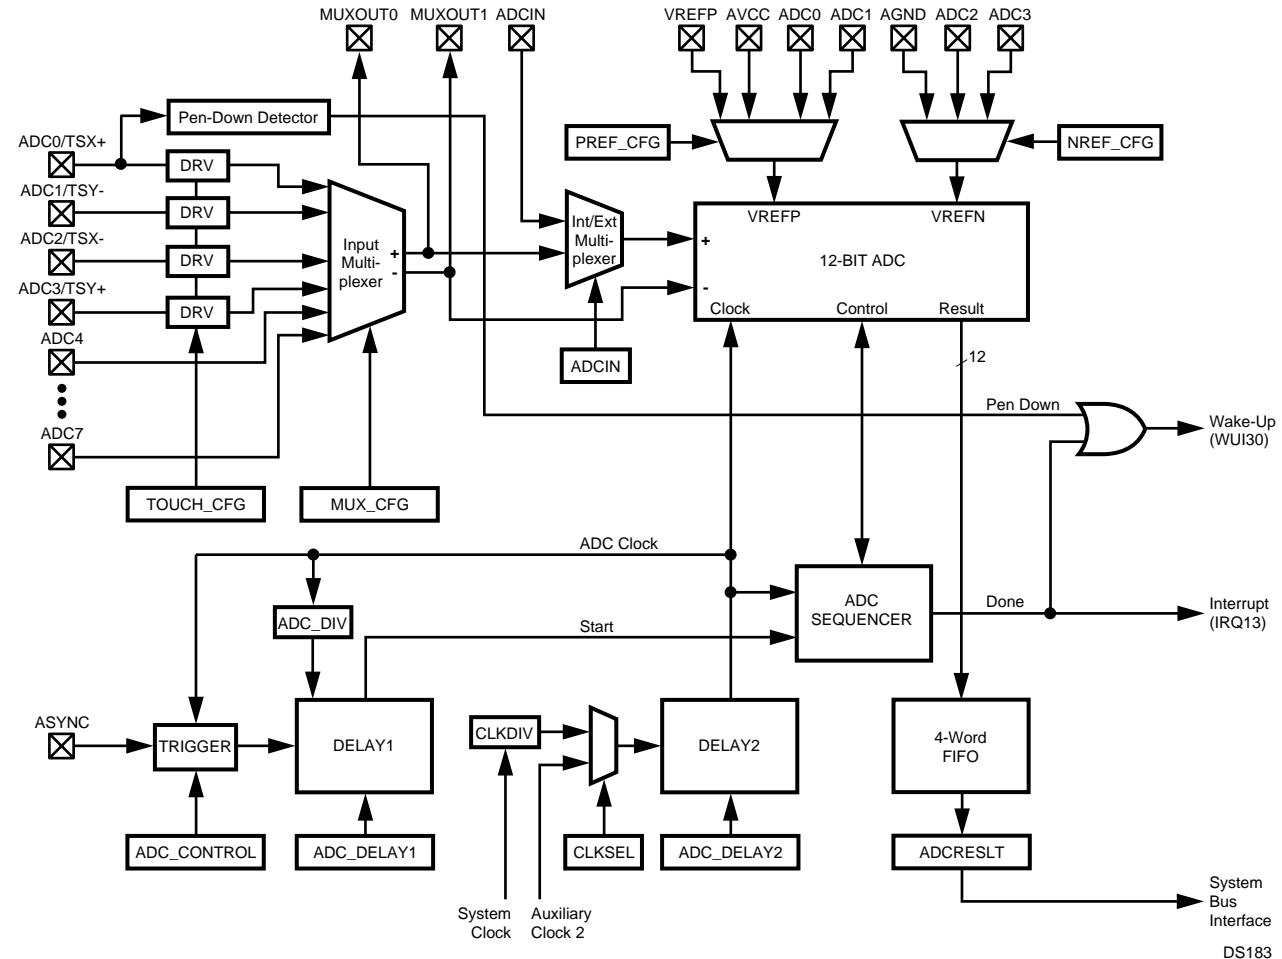 MUXOUT0 MUXOUT1 ADCIN VREFP AVCC ADC0 ADC1 AGND ADC2 ADC3
Pen-Down Detector
ADC0/TSX+
PREF_CFG
NREF_CFG
DRV
ADC1/TSY-
DRV
ADC2/TSX-
DRV
ADC3/TSY+
DRV
ADC4
ADC7
Input
Multi-
plexer
+
-
Int/Ext
Multi-
plexer
VREFP
VREFN
+
12-BIT ADC
-
Clock
Control
Result
ADCIN
12
Pen Down
Wake-Up
(WUI30)
TOUCH_CFG
MUX_CFG
ADC Clock
ADC_DIV
Start
ADC
SEQUENCER
Done
Interrupt
(IRQ13)
ASYNC
TRIGGER
DELAY1
CLKDIV
DELAY2
4-Word
FIFO
ADC_CONTROL
ADC_DELAY1
CLKSEL
ADC_DELAY2
ADCRESLT
System
Clock
Auxiliary
Clock 2
System
Bus
Interface
DS183